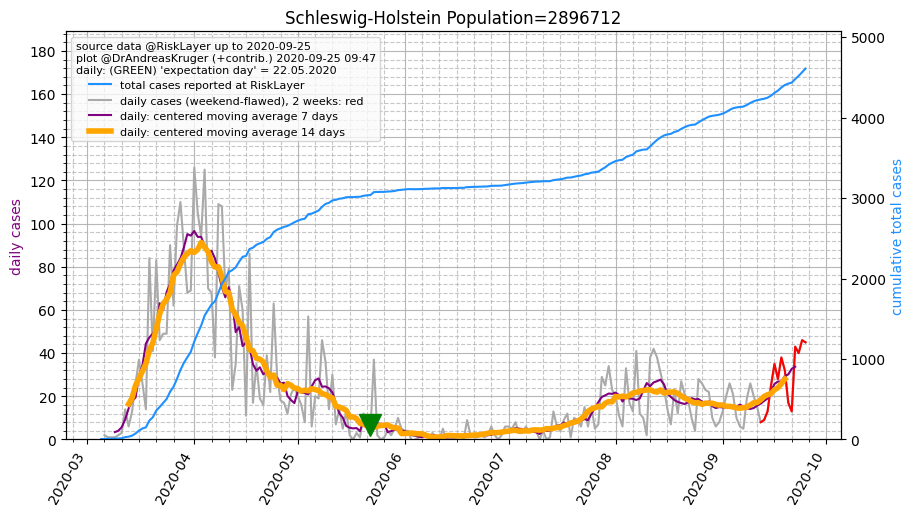 Schleswig-Holstein Population=2896712
source data @RiskLayer up to 2020-09-25
plot @DrAndreasKruger (+contrib.) 2020-09-25 09:47
daily: (GREEN) 'expectation day' = 22.05.2020
total cases reported at RiskLayer
daily cases (weekend-flawed), 2 weeks: red
daily: centered moving average 7 days
daily: centered moving average 14 days
daily cases
180
160
140
120
100
80
60
40
20
0
cumulative total cases
5000
4000
3000
2000
1000
0
2020-03
2020-04
2020-05
2020-06
2020-07
2020-08
2020-09
2020-10